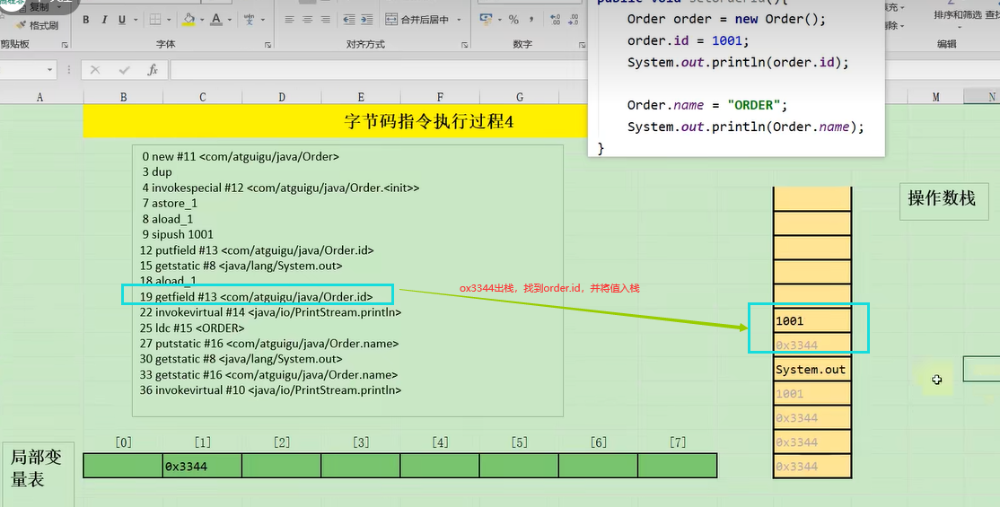 复制
格式刷
剪贴板
B I U
A
字体
对齐方式
合并后居中
%
数字
填充
排序和筛选 查找
清除
编辑
fx
A B C D E F G M N
Order order = new Order();
order.id = 1001;
System.out.println(order.id);
Order.name = "ORDER";
System.out.println(Order.name);
}
字节码指令执行过程4
0 new #11 <com/atguigu/java/Order>
3 dup
4 invokespecial #12 <com/atguigu/java/Order.<init>>
7 astore_1
8 aload_1
9 sipush 1001
12 putfield #13 <com/atguigu/java/Order.id>
15 getstatic #8 <java/lang/System.out>
18 aload_1
19 getfield #13 <com/atguigu/java/Order.id>
22 invokevirtual #14 <java/io/PrintStream.println>
25 ldc #15 <ORDER>
27 putstatic #16 <com/atguigu/java/Order.name>
30 getstatic #8 <java/lang/System.out>
33 getstatic #16 <com/atguigu/java/Order.name>
36 invokevirtual #10 <java/io/PrintStream.println>
ox3344出栈，找到order.id，并将值入栈
操作数栈
1001
0x3344
System.out
1001
0x3344
0x3344
0x3344
局部变
量表
[0] [1] [2] [3] [4] [5] [6] [7]
0x3344